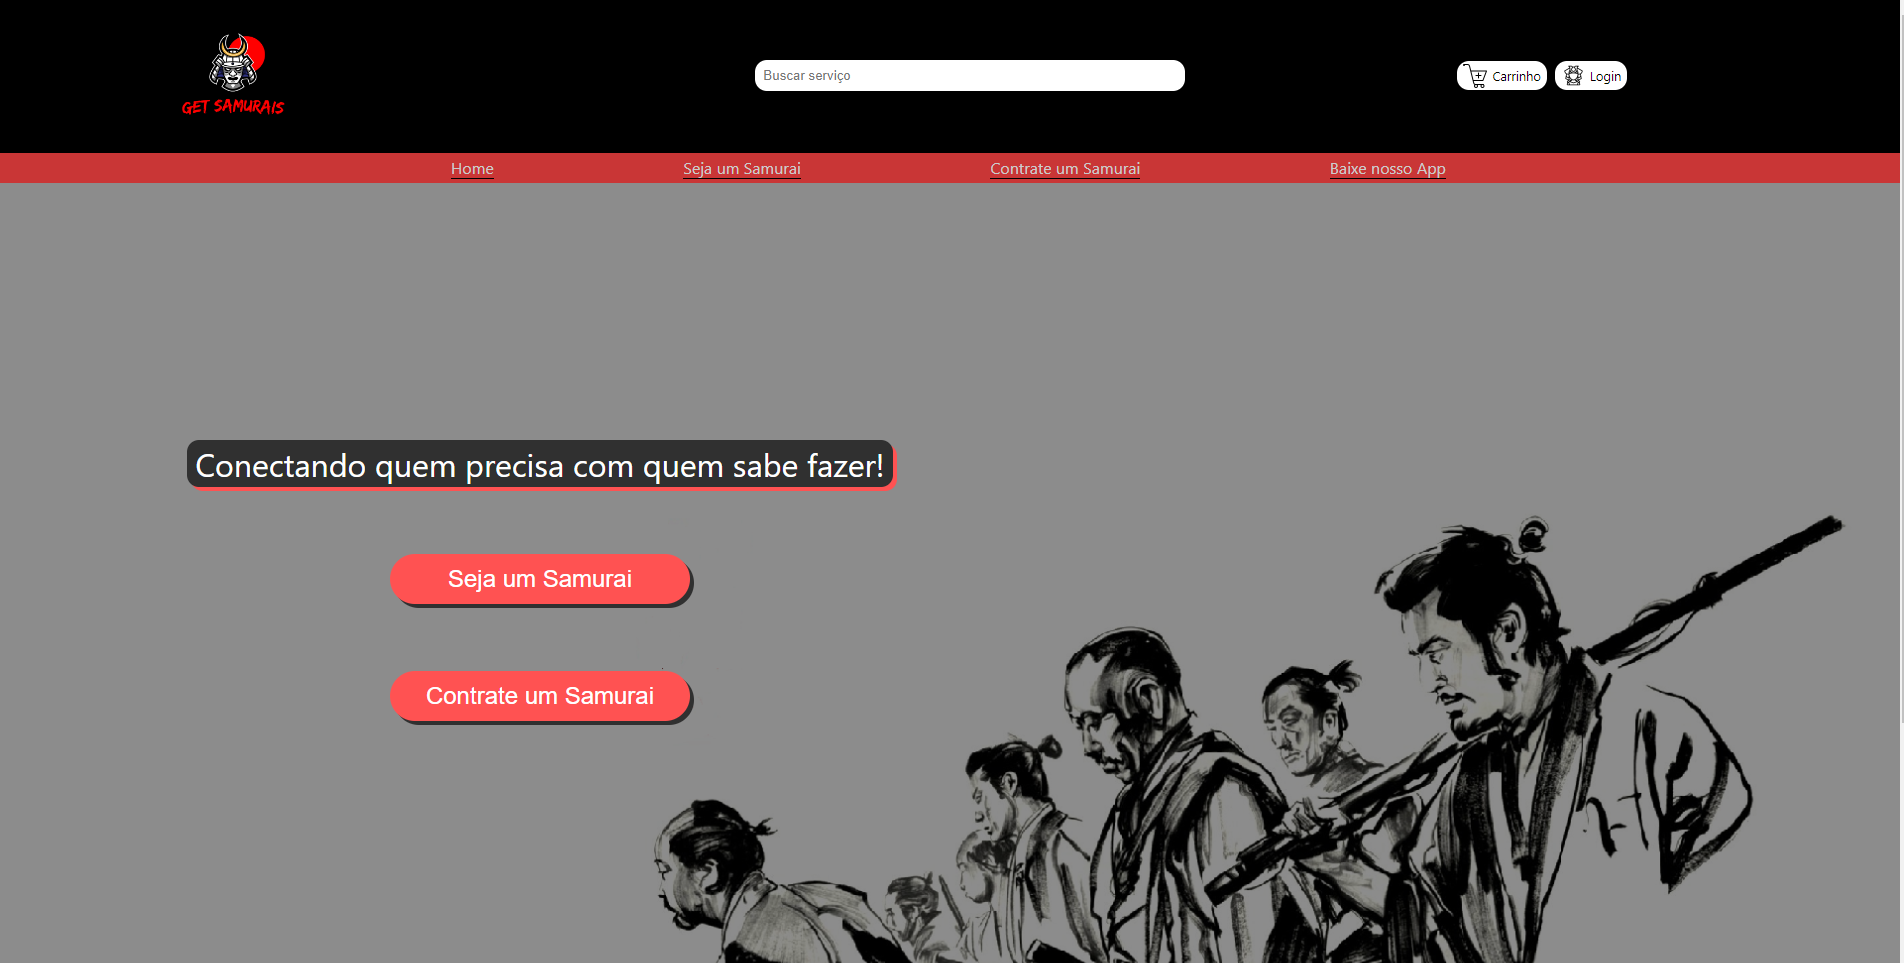 GET SAMURAIS
Buscar serviço
Carrinho
Login
Home
Seja um Samurai
Contrate um Samurai
Baixe nosso App
Conectando quem precisa com quem sabe fazer!
Seja um Samurai
Contrate um Samurai